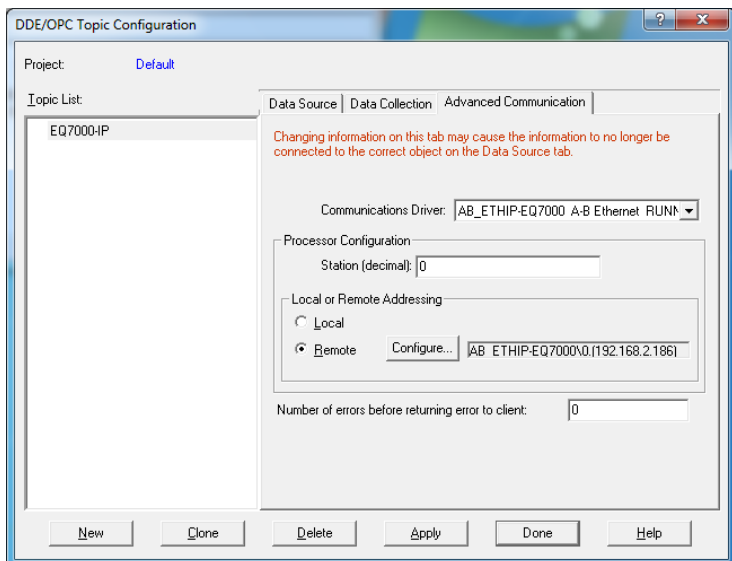 DDE/OPC Topic Configuration
Project: Default
Topic List:
EQ7000-IP
Data Source
Data Collection
Advanced Communication
Changing information on this tab may cause the information to no longer be
connected to the correct object on the Data Source tab.
Communications Driver: AB_ETHIP-EQ7000 A-B Ethernet RUNN
Processor Configuration
Station (decimal): 0
Local or Remote Addressing
Local
Remote
Configure...
AB_ETHIP-EQ7000\0.(192.168.2.186)
Number of errors before returning error to client: 0
New
Clone
Delete
Apply
Done
Help